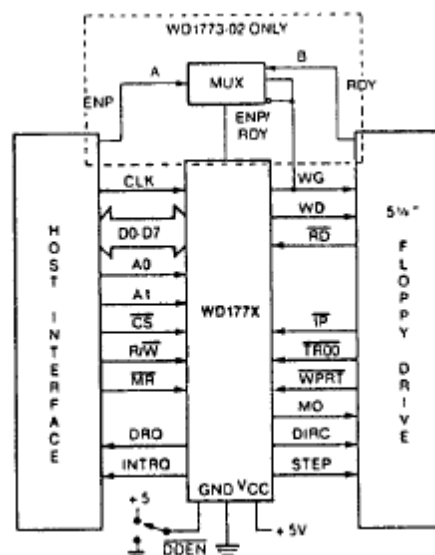 WD1773-02 ONLY
A
B
MUX
ENP
RDY
ENP/
RDY
CLK
WG
WD
D0-D7
RD
5¼"
A0
A1
WD177X
CS
IP
R/W
TR00
MR
WPRT
MO
DRQ
DIRC
INTRQ
STEP
HOST INTERFACE
FLOPPY DRIVE
GND VCC
+5
+5V
DDEN